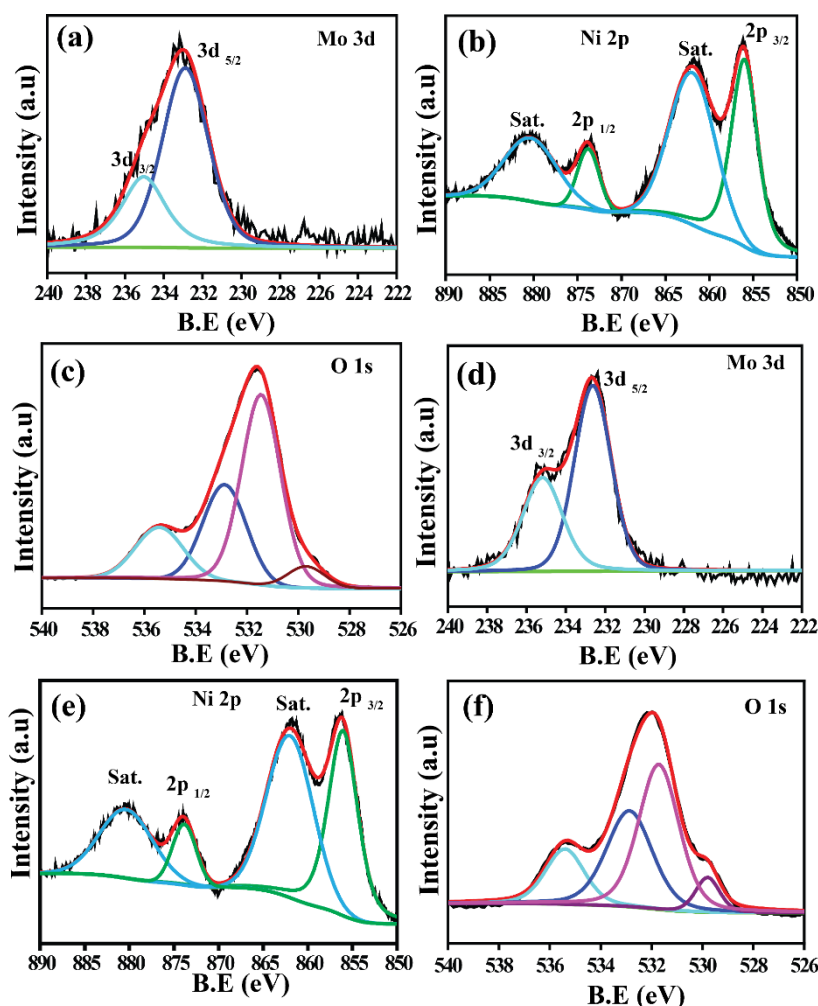 (a)
Mo 3d
3d 5/2
3d 3/2
Intensity (a.u)
240 238 236 234 232 230 228 226 224 222
B.E (eV)
(b)
Ni 2p
2p 3/2
Sat.
Sat.
2p 1/2
Intensity (a.u)
890 885 880 875 870 865 860 855 850
B.E (eV)
(c)
O 1s
Intensity (a.u)
540 538 536 534 532 530 528 526
B.E (eV)
(d)
Mo 3d
3d 5/2
3d 3/2
Intensity (a.u)
240 238 236 234 232 230 228 226 224 222
B.E (eV)
(e)
Ni 2p
Sat.
2p 3/2
Sat.
2p 1/2
Intensity (a.u)
890 885 880 875 870 865 860 855 850
B.E (eV)
(f)
O 1s
Intensity (a.u)
540 538 536 534 532 530 528 526
B.E (eV)